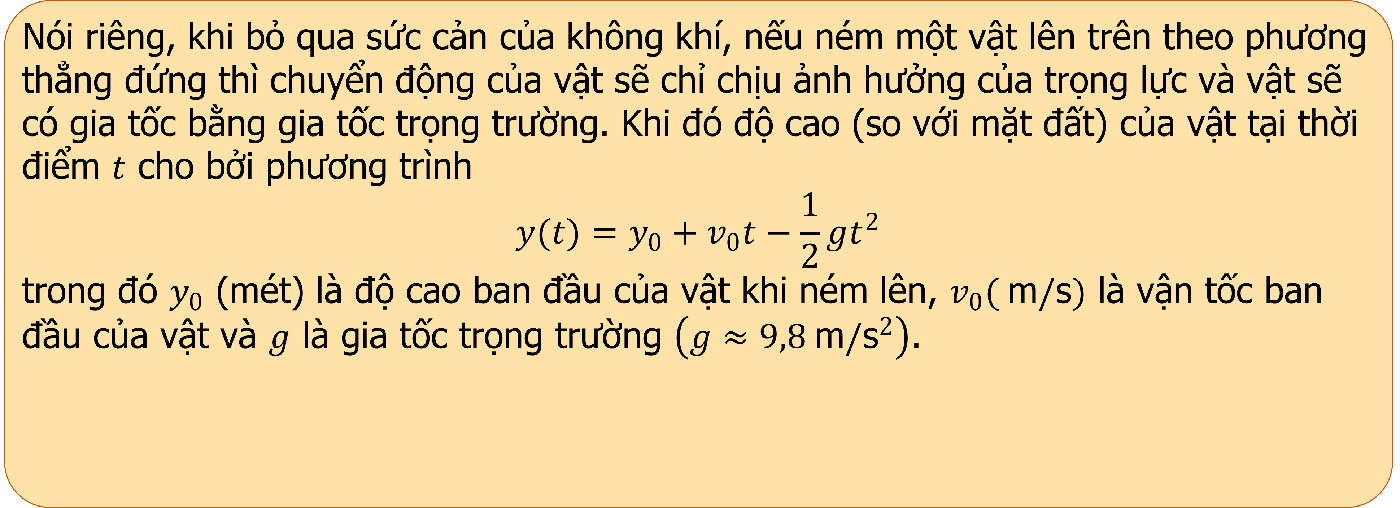 Nói riêng, khi bỏ qua sức cản của không khí, nếu ném một vật lên trên theo phương
thẳng đứng thì chuyển động của vật sẽ chỉ chịu ảnh hưởng của trọng lực và vật sẽ
có gia tốc bằng gia tốc trọng trường. Khi đó độ cao (so với mặt đất) của vật tại thời
điểm t cho bởi phương trình
y(t) = y₀ + v₀t − 1/2 gt²
trong đó y₀ (mét) là độ cao ban đầu của vật khi ném lên, v₀( m/s) là vận tốc ban
đầu của vật và g là gia tốc trọng trường (g ≈ 9,8 m/s²).